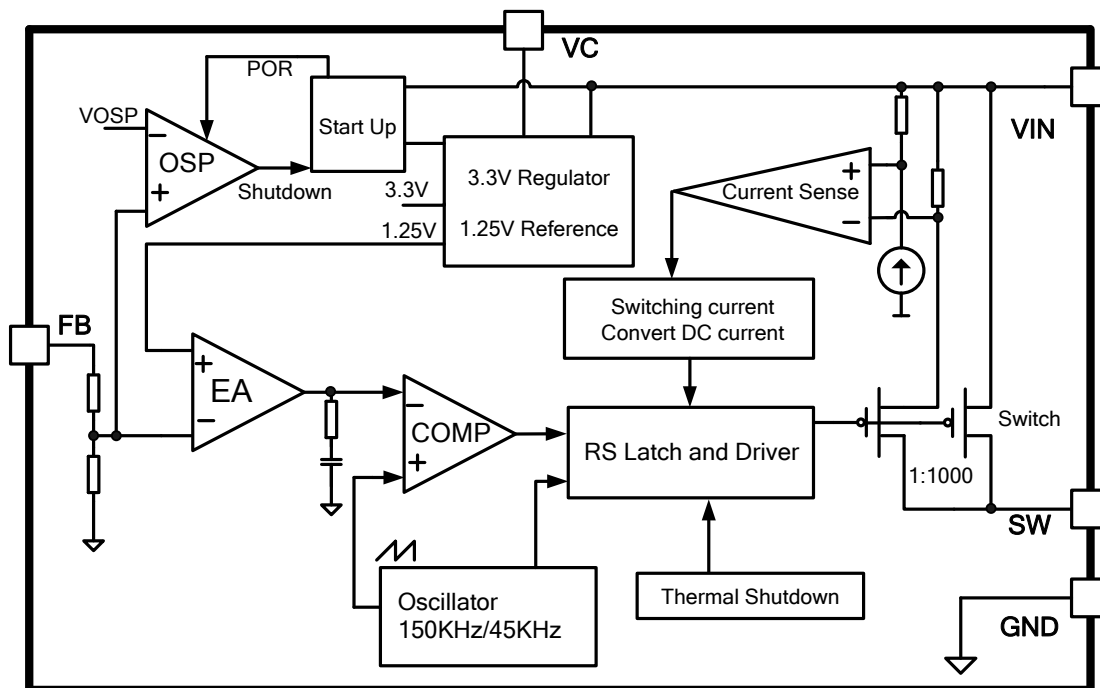 VC
POR
VIN
VOSP
−
OSP
+
Start Up
Shutdown
3.3V
3.3V Regulator
1.25V
1.25V Reference
+
Current Sense
−
Switching current
Convert DC current
FB
+
EA
−
−
COMP
+
RS Latch and Driver
Switch
1:1000
SW
Oscillator
150KHz/45KHz
Thermal Shutdown
GND